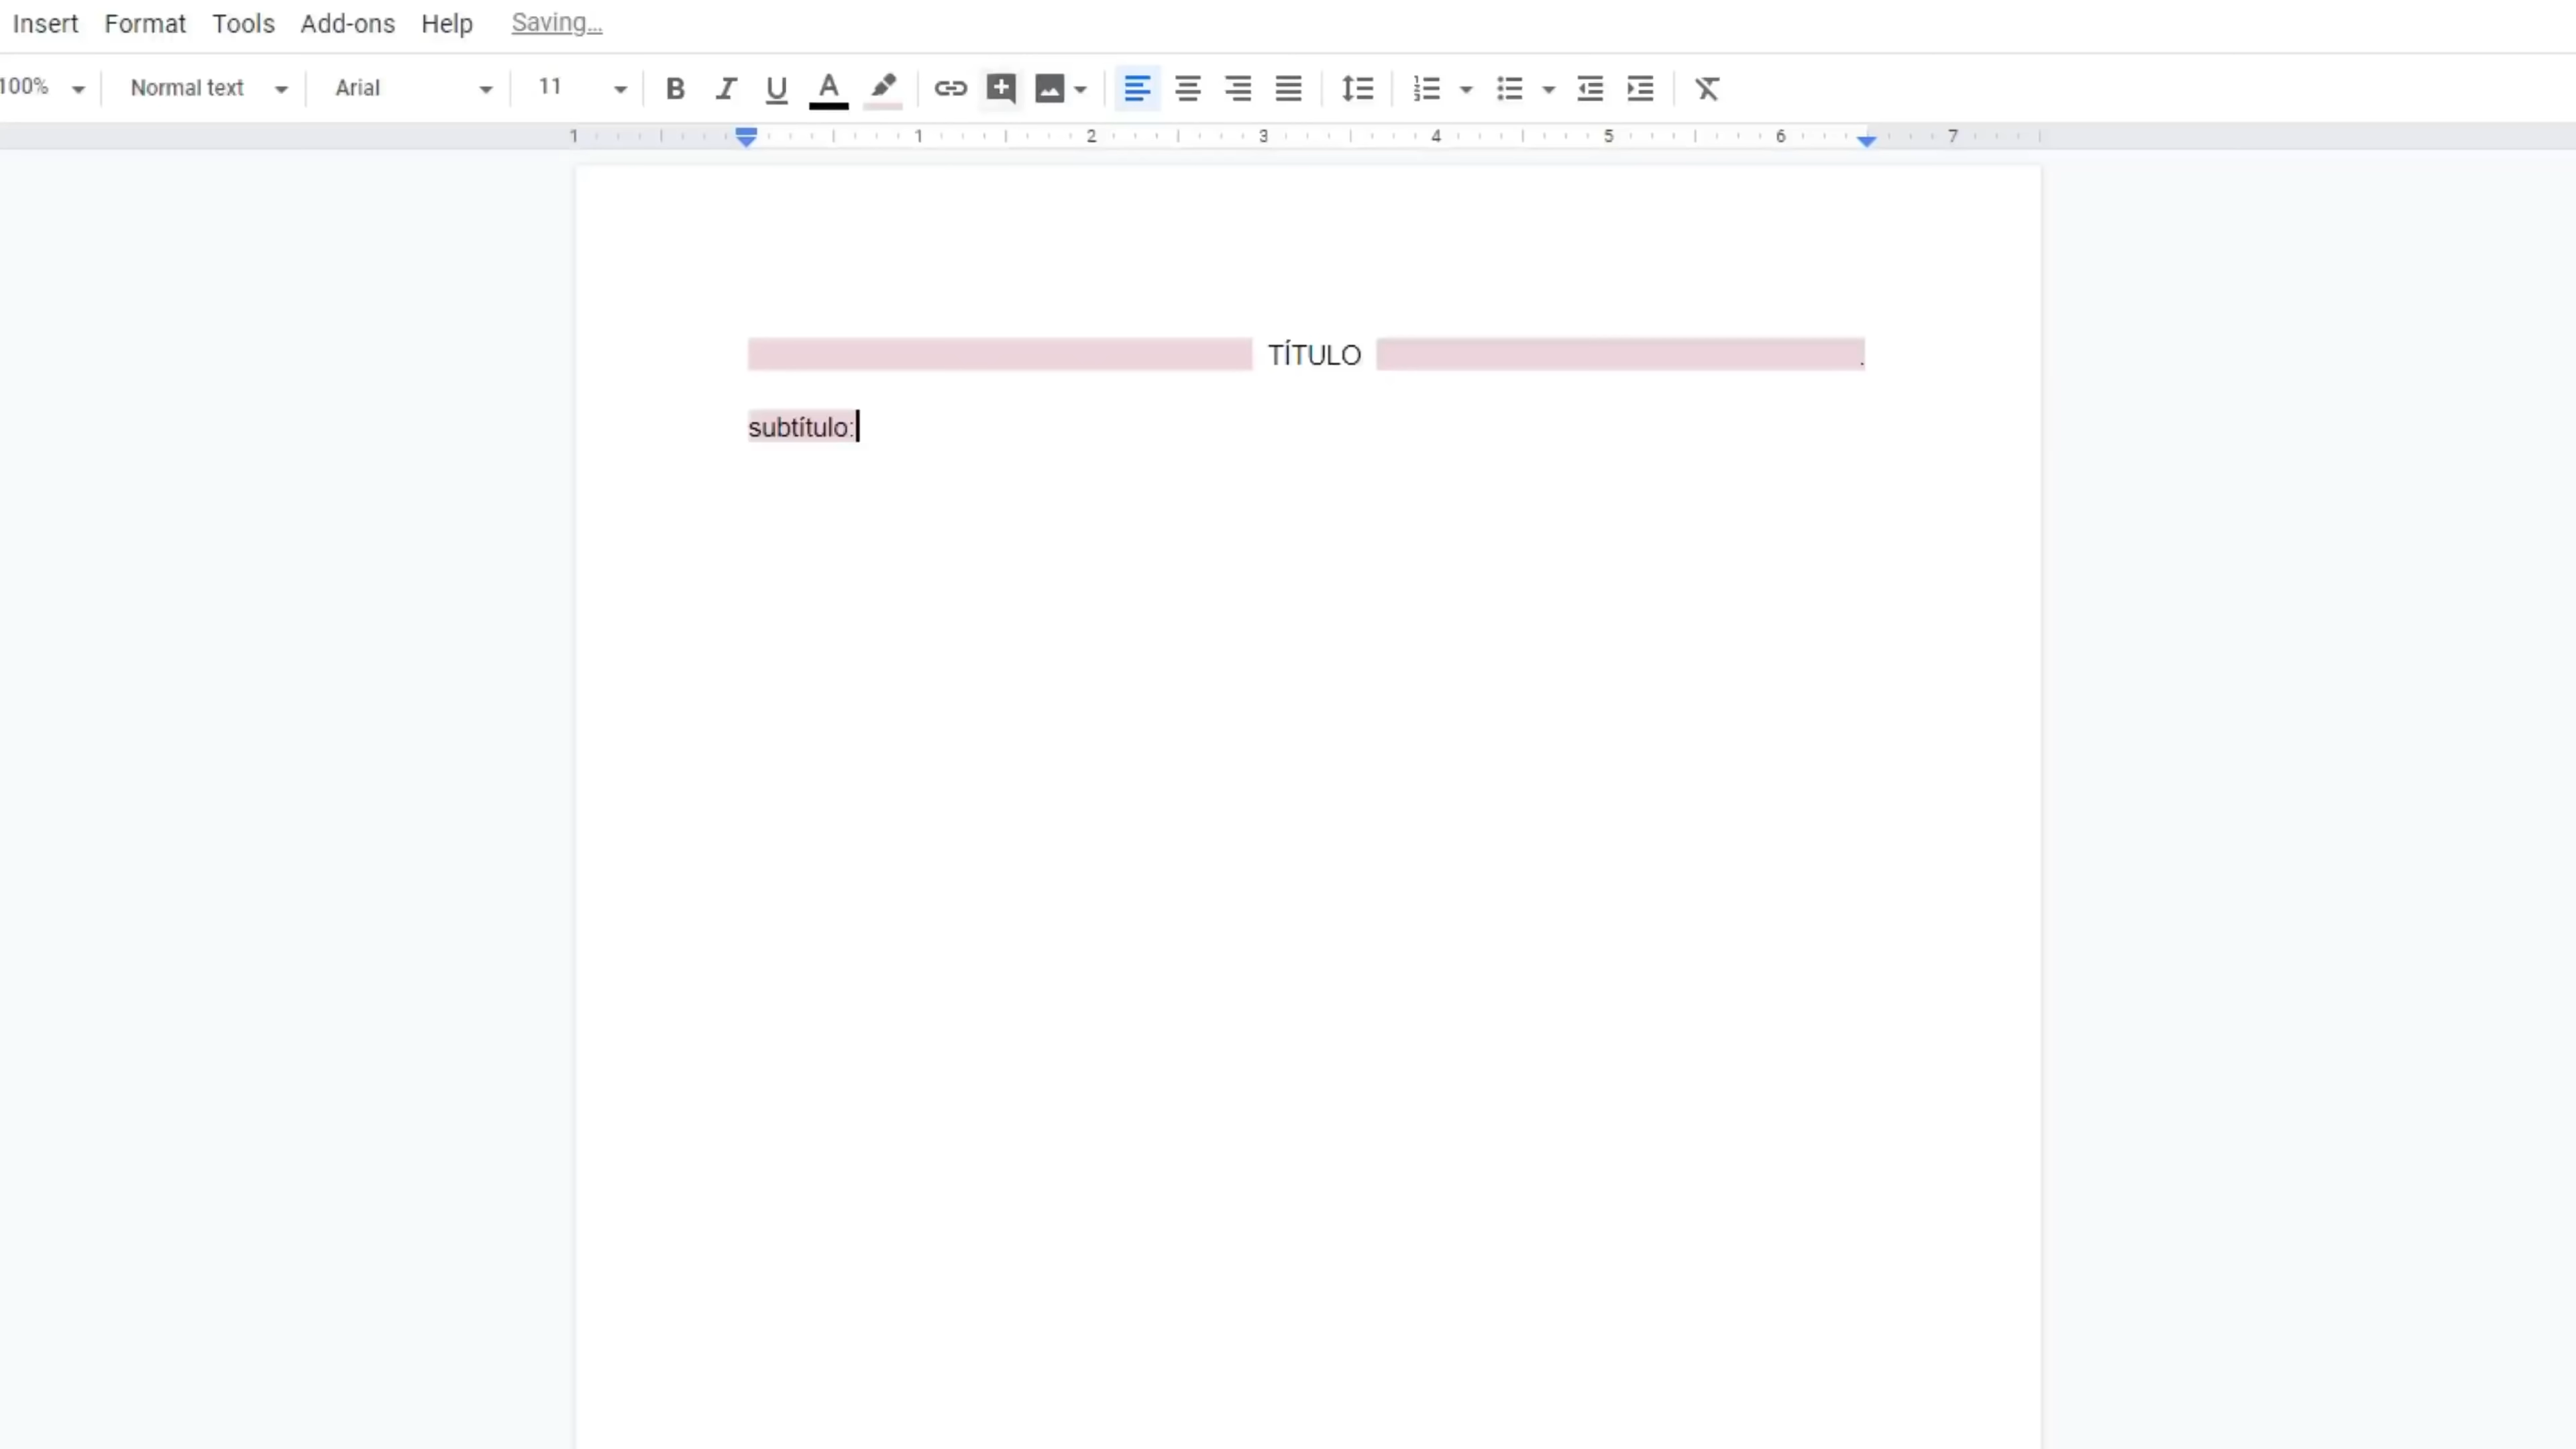 Insert Format Tools Add-ons Help Saving...
100% Normal text Arial 11 B I U A
1 1 2 3 4 5 6 7
TÍTULO .
subtítulo: